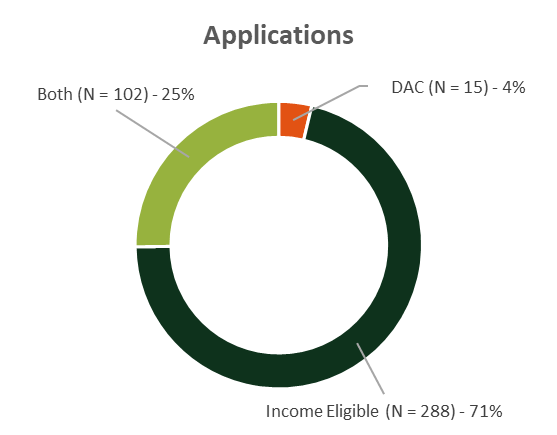 Applications
DAC (N = 15) - 4%
Both (N = 102) - 25%
Income Eligible (N = 288) - 71%